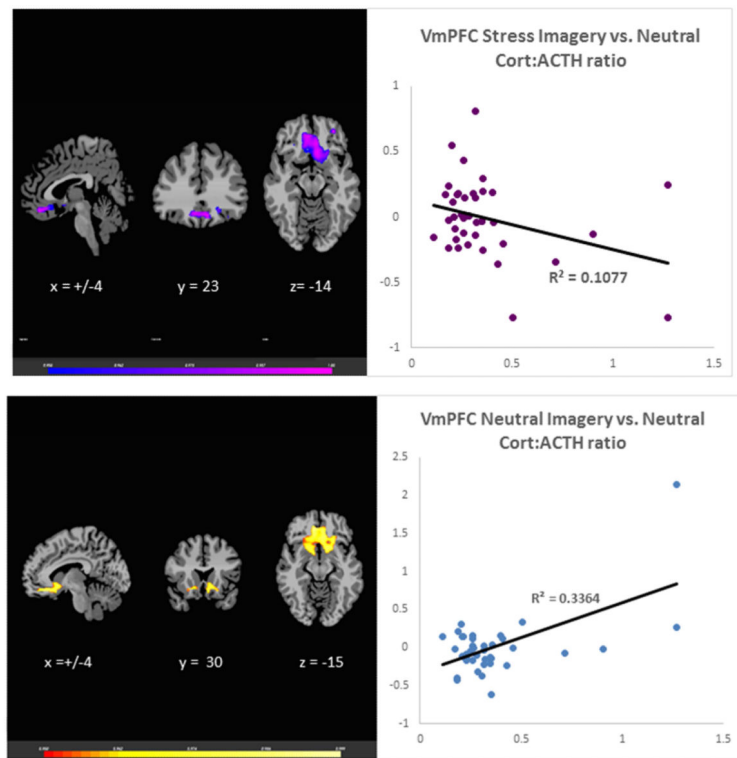 VmPFC Stress Imagery vs. Neutral
Cort:ACTH ratio
1
0.5
0
-0.5
-1
R² = 0.1077
0 0.5 1 1.5
x = +/-4 y = 23 z= -14
VmPFC Neutral Imagery vs. Neutral
Cort:ACTH ratio
2.5
2
1.5
1
0.5
0
-0.5
-1
R² = 0.3364
0 0.5 1 1.5
x =+/-4 y = 30 z = -15